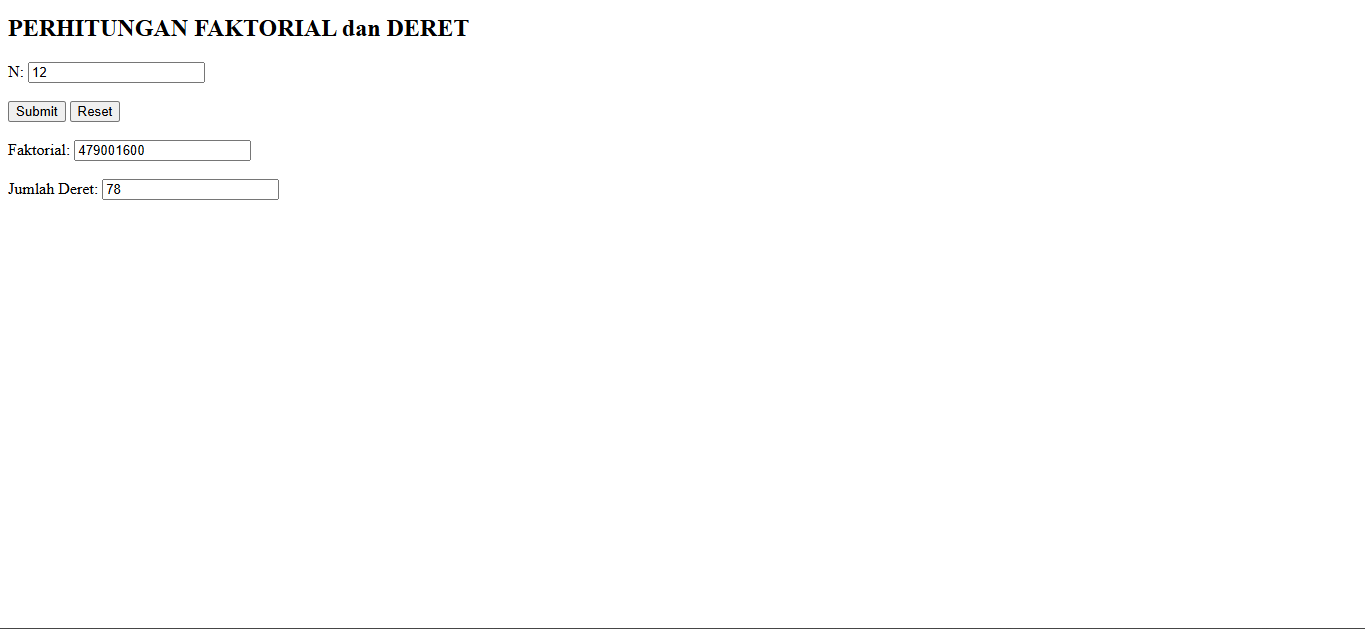 PERHITUNGAN FAKTORIAL dan DERET
N: 12
Submit Reset
Faktorial: 479001600
Jumlah Deret: 78